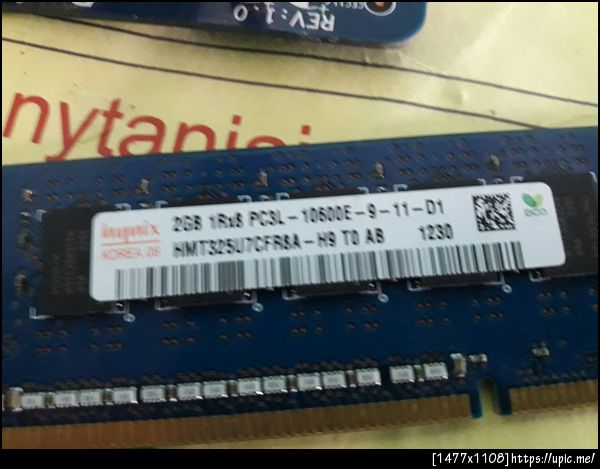 REV:1.0
nytanisi
hynix
KOREA 06
2GB 1Rx8 PC3L-10600E-9-11-D1
HMT325U7CFR8A-H9 T0 AB 1230
eco
[1477x1108]https://upic.me/